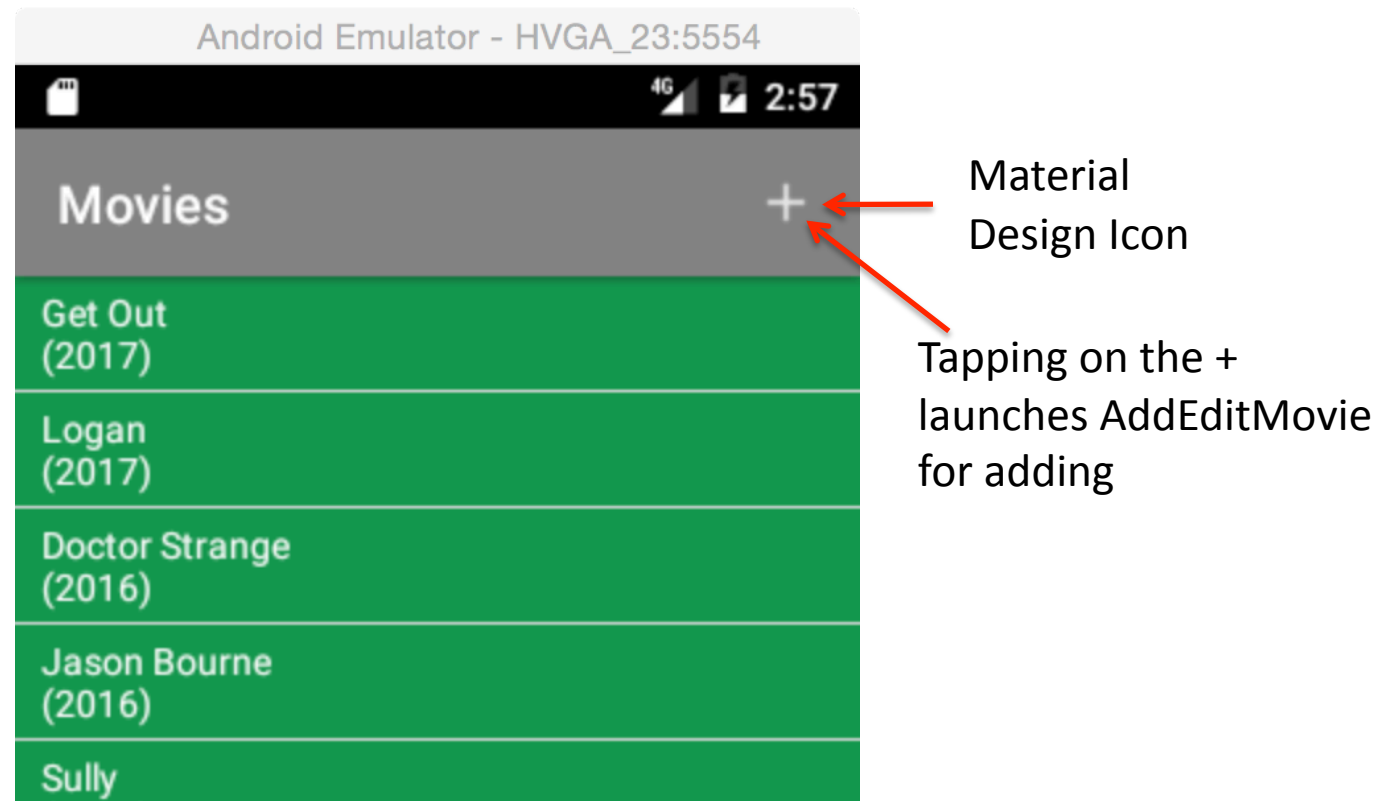 Android Emulator - HVGA_23:5554
4G 2:57
Movies
+
Material
Design Icon
Get Out
(2017)
Tapping on the +
launches AddEditMovie
for adding
Logan
(2017)
Doctor Strange
(2016)
Jason Bourne
(2016)
Sully